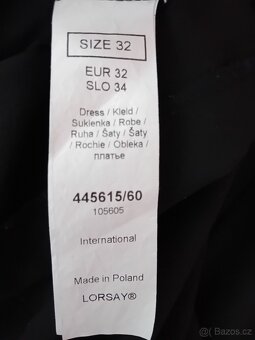 SIZE 32
EUR 32
SLO 34
Dress / Kleid /
Sukienka / Robe /
Ruha / Šaty / Šaty
/ Rochie / Obleka /
платье
445615/60
105605
International
Made in Poland
LORSAY®
Bazos.cz